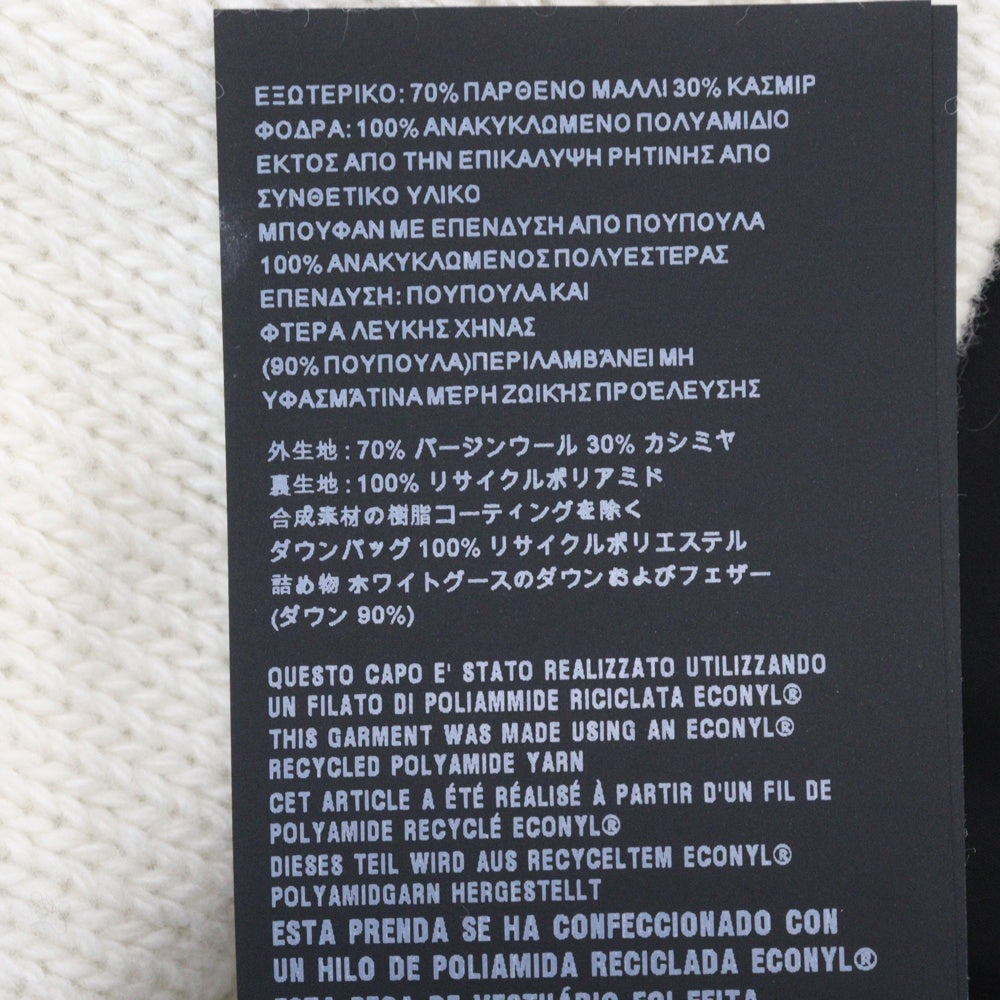 ΕΞΩΤΕΡΙΚΟ: 70% ΠΑΡΘΕΝΟ ΜΑΛΛΙ 30% ΚΑΣΜΙΡ
ΦΟΔΡΑ: 100% ΑΝΑΚΥΚΛΩΜΕΝΟ ΠΟΛΥΑΜΙΔΙΟ
ΕΚΤΟΣ ΑΠΟ ΤΗΝ ΕΠΙΚΑΛΥΨΗ ΡΗΤΙΝΗΣ ΑΠΟ
ΣΥΝΘΕΤΙΚΟ ΥΛΙΚΟ
ΜΠΟΥΦΑΝ ΜΕ ΕΠΕΝΔΥΣΗ ΑΠΟ ΠΟΥΠΟΥΛΑ
100% ΑΝΑΚΥΚΛΩΜΕΝΟΣ ΠΟΛΥΕΣΤΕΡΑΣ
ΕΠΕΝΔΥΣΗ: ΠΟΥΠΟΥΛΑ ΚΑΙ
ΦΤΕΡΑ ΛΕΥΚΗΣ ΧΗΝΑΣ
(90% ΠΟΥΠΟΥΛΑ)ΠΕΡΙΛΑΜΒΆΝΕΙ ΜΗ
ΥΦΑΣΜΆΤΙΝΑ ΜΈΡΗ ΖΩΙΚΉΣ ΠΡΟΈΛΕΥΣΗΣ
外生地 : 70% バージンウール 30% カシミヤ
裏生地 : 100% リサイクルポリアミド
合成素材の樹脂コーティングを除く
ダウンバッグ 100% リサイクルポリエステル
詰め物 ホワイトグースのダウンおよびフェザー
(ダウン 90%)
QUESTO CAPO E' STATO REALIZZATO UTILIZZANDO
UN FILATO DI POLIAMMIDE RICICLATA ECONYL®
THIS GARMENT WAS MADE USING AN ECONYL®
RECYCLED POLYAMIDE YARN
CET ARTICLE A ÉTÉ RÉALISÉ À PARTIR D'UN FIL DE
POLYAMIDE RECYCLÉ ECONYL®
DIESES TEIL WIRD AUS RECYCELTEM ECONYL®
POLYAMIDGARN HERGESTELLT
ESTA PRENDA SE HA CONFECCIONADO CON
UN HILO DE POLIAMIDA RECICLADA ECONYL®
ESTA PEÇA DE VESTUÁRIO FOI FEITA